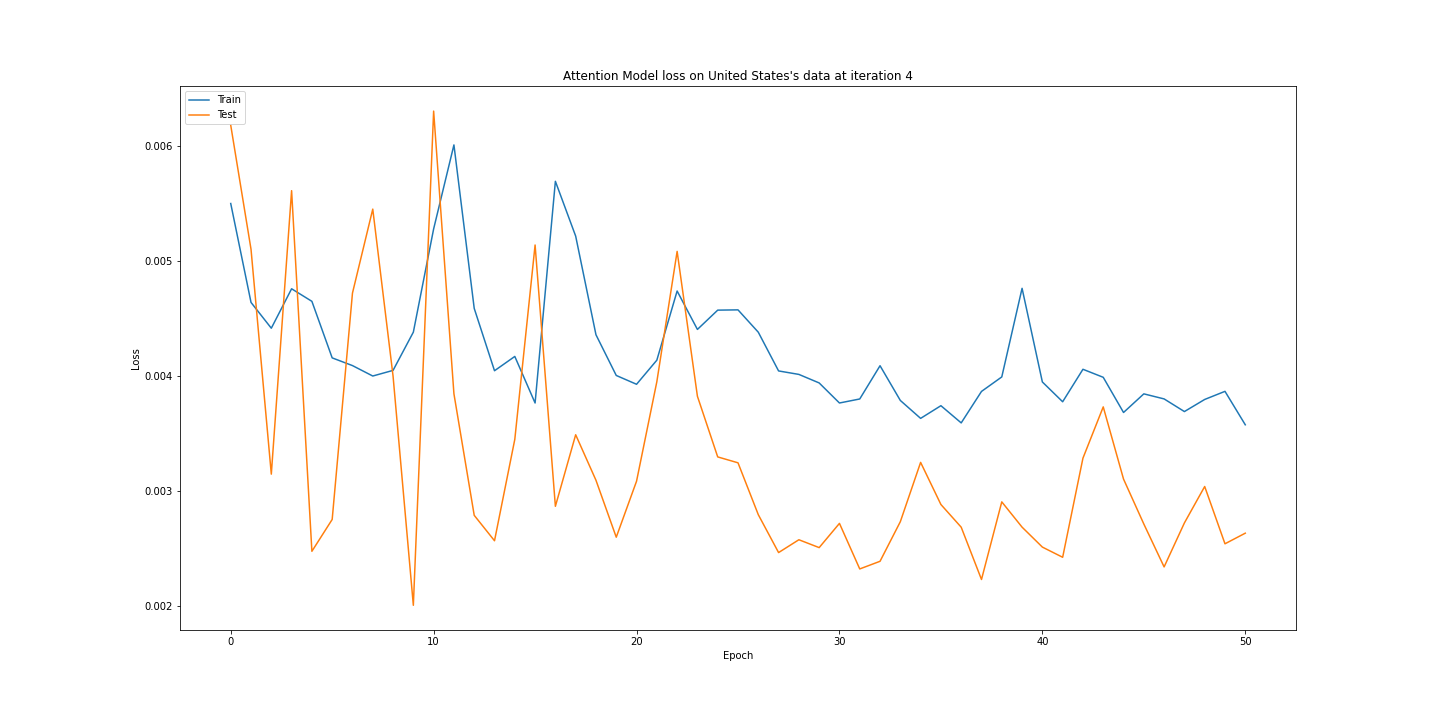 Attention Model loss on United States's data at iteration 4
Train
Test
0.006
0.005
0.004
0.003
0.002
Loss
0 10 20 30 40 50
Epoch